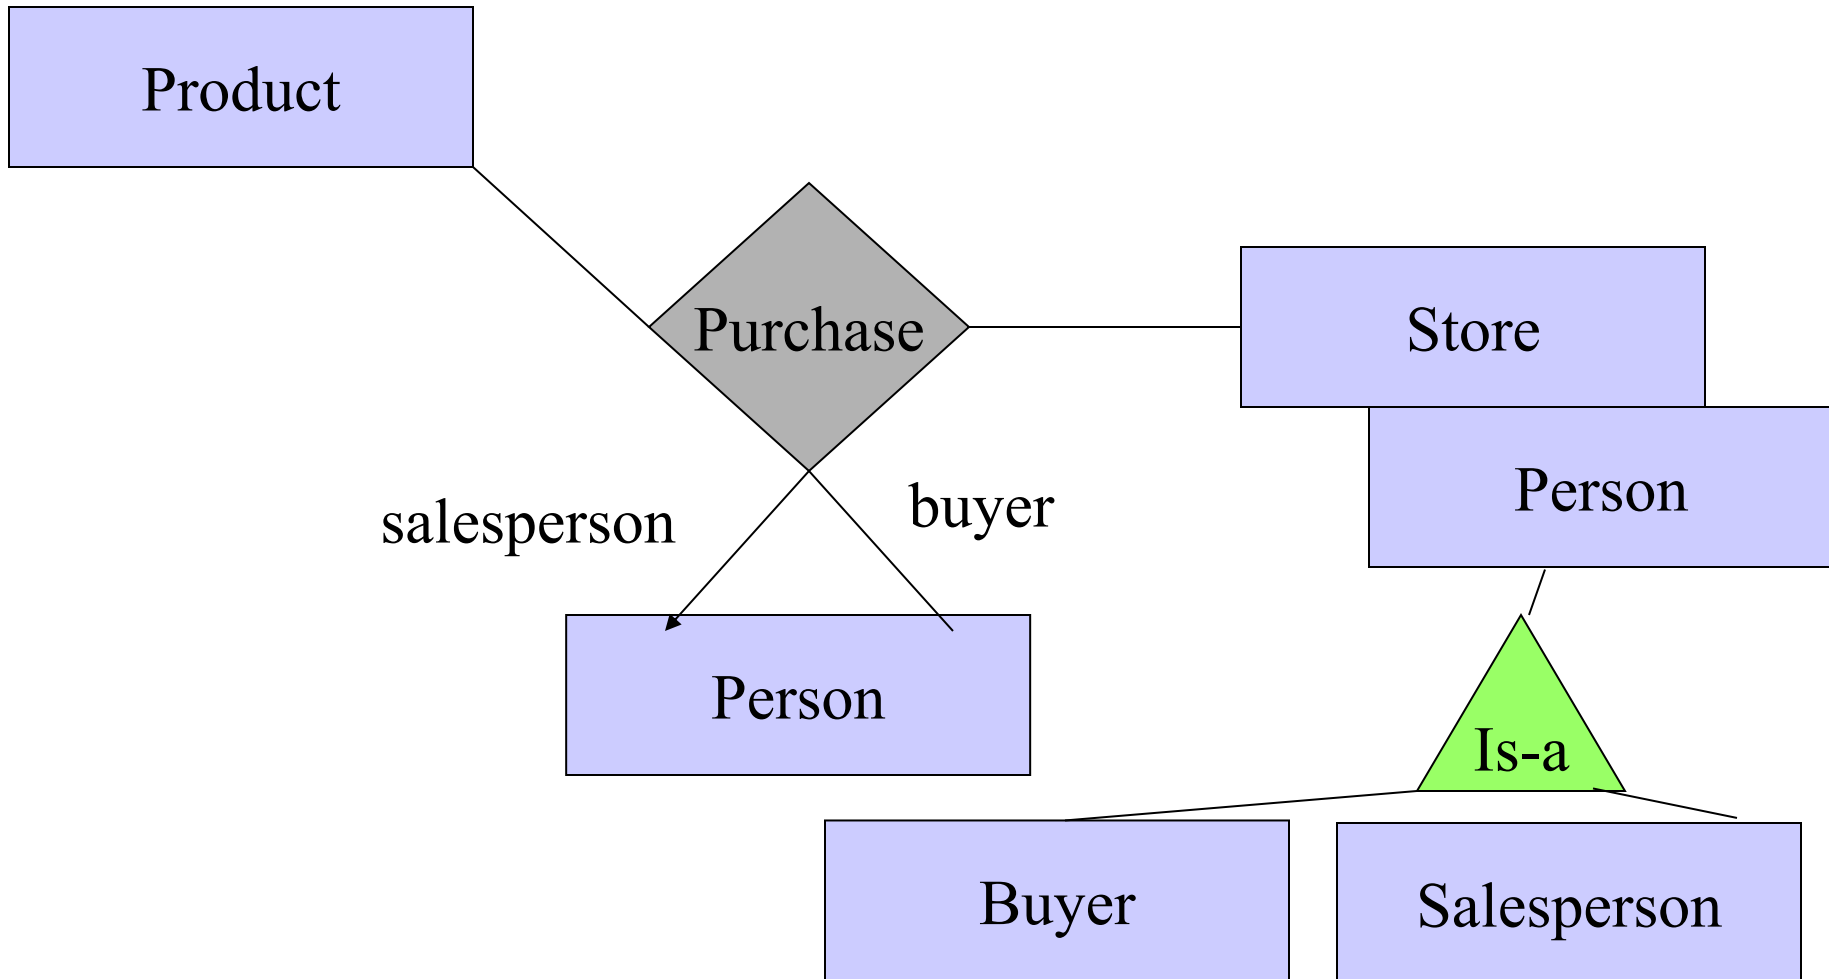 Product
Purchase
Store
Person
salesperson
buyer
Person
Is-a
Buyer
Salesperson